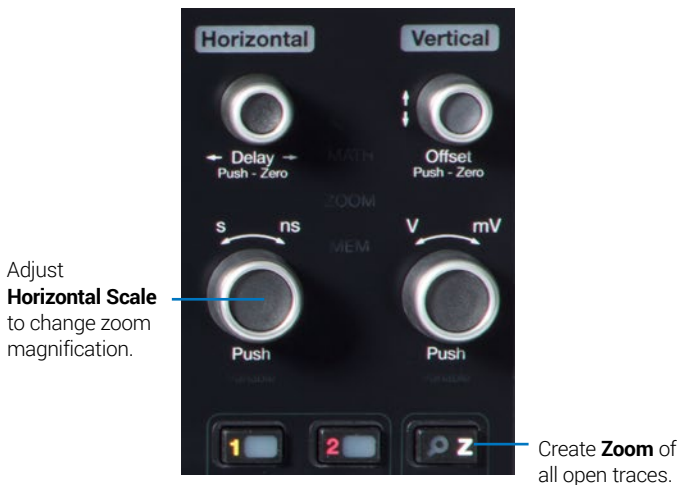 Horizontal Vertical
Delay Offset
Push - Zero Push - Zero
MATH
ZOOM
s ns V mV
MEM
Adjust
Horizontal Scale
to change zoom
magnification.
Push Push
1 2 Z
Create Zoom of
all open traces.